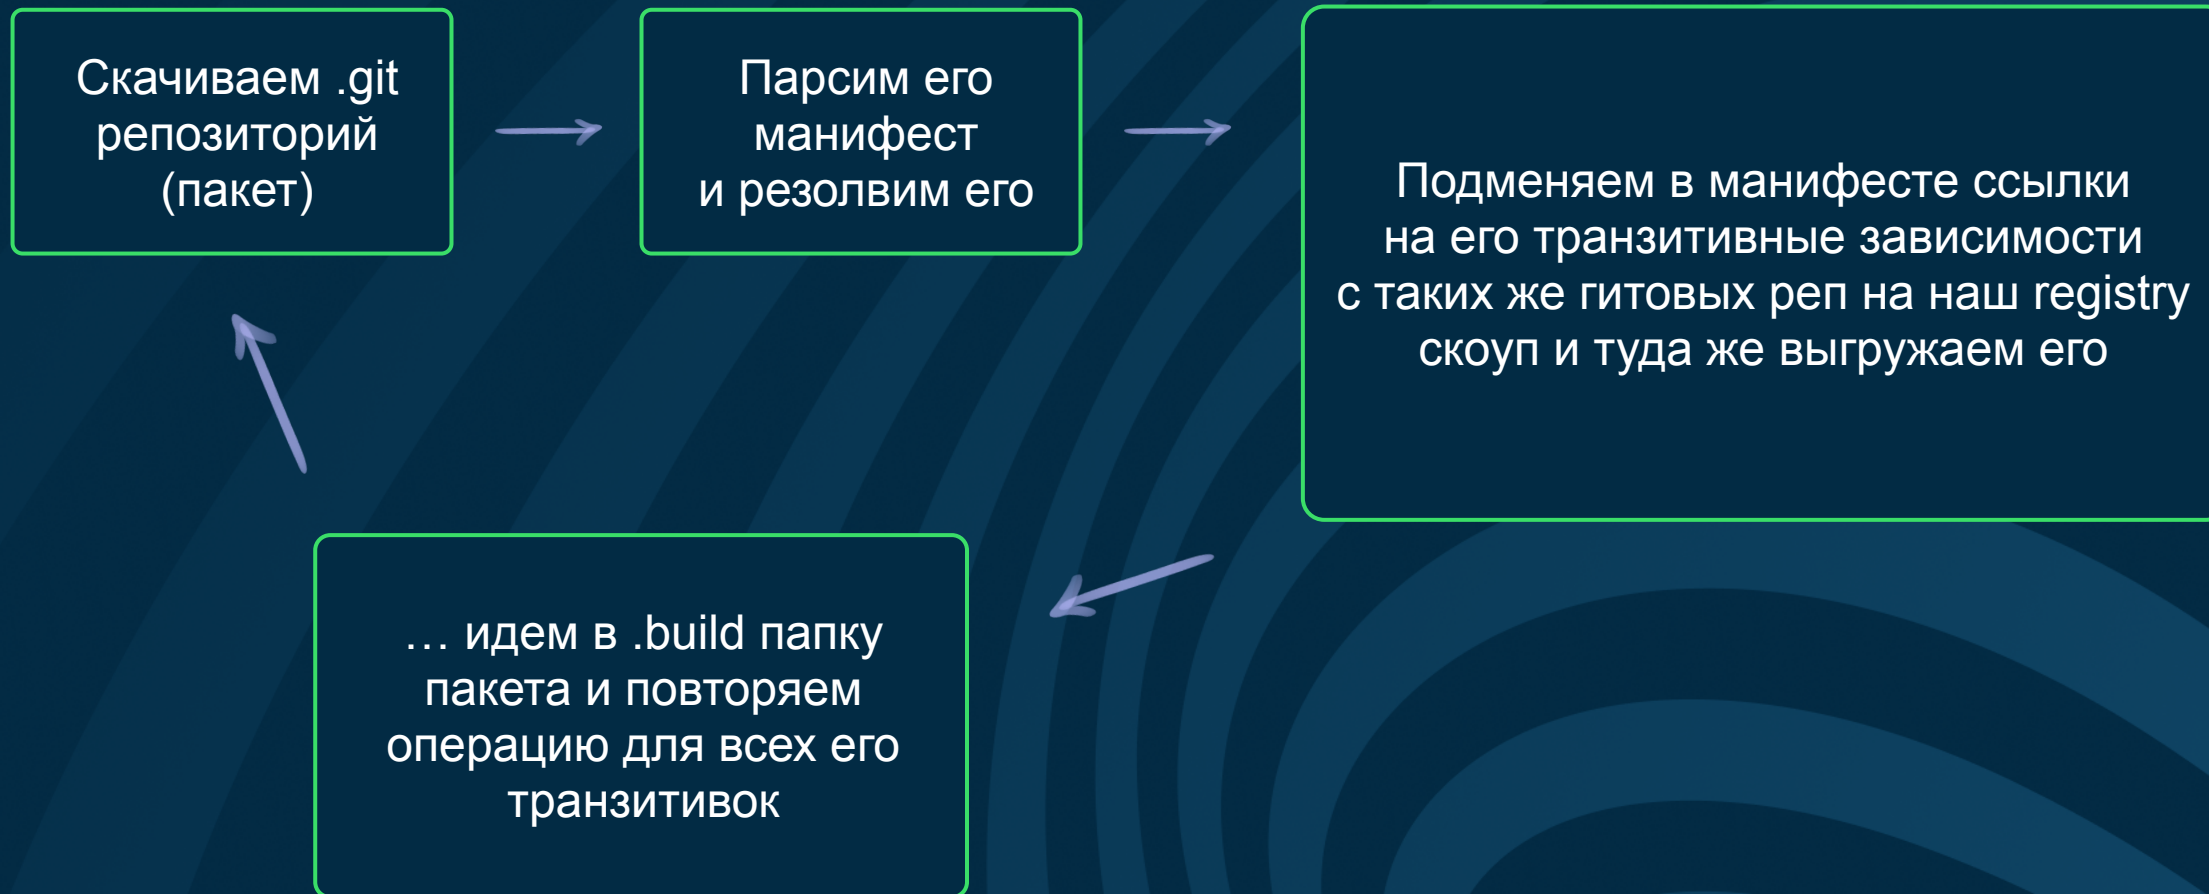 Скачиваем .git
репозиторий
(пакет)
Парсим его
манифест
и резолвим его
Подменяем в манифесте ссылки
на его транзитивные зависимости
с таких же гитовых реп на наш registry
скоуп и туда же выгружаем его
… идем в .build папку
пакета и повторяем
операцию для всех его
транзитивок